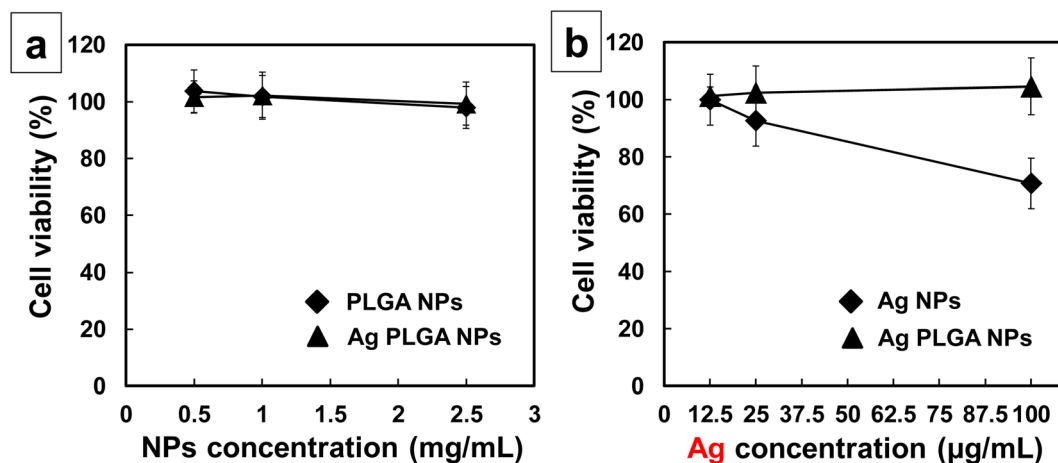 a
120
100
80
60
40
20
0
Cell viability (%)
PLGA NPs
Ag PLGA NPs
0 0.5 1 1.5 2 2.5 3
NPs concentration (mg/mL)
b
120
100
80
60
40
20
0
Cell viability (%)
Ag NPs
Ag PLGA NPs
0 12.5 25 37.5 50 62.5 75 87.5 100
Ag concentration (μg/mL)